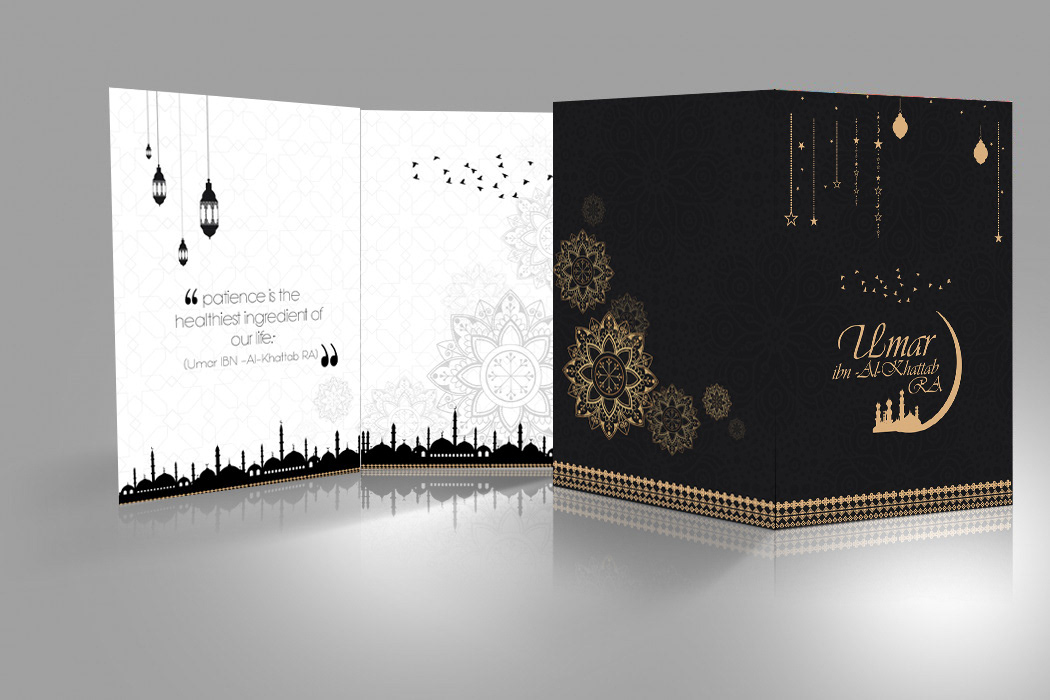 “ patience is the
healthiest ingredient of
our life.
(Umar IBN -Al-Khattab RA) ”
Umar
ibn -Al-Khattab
RA